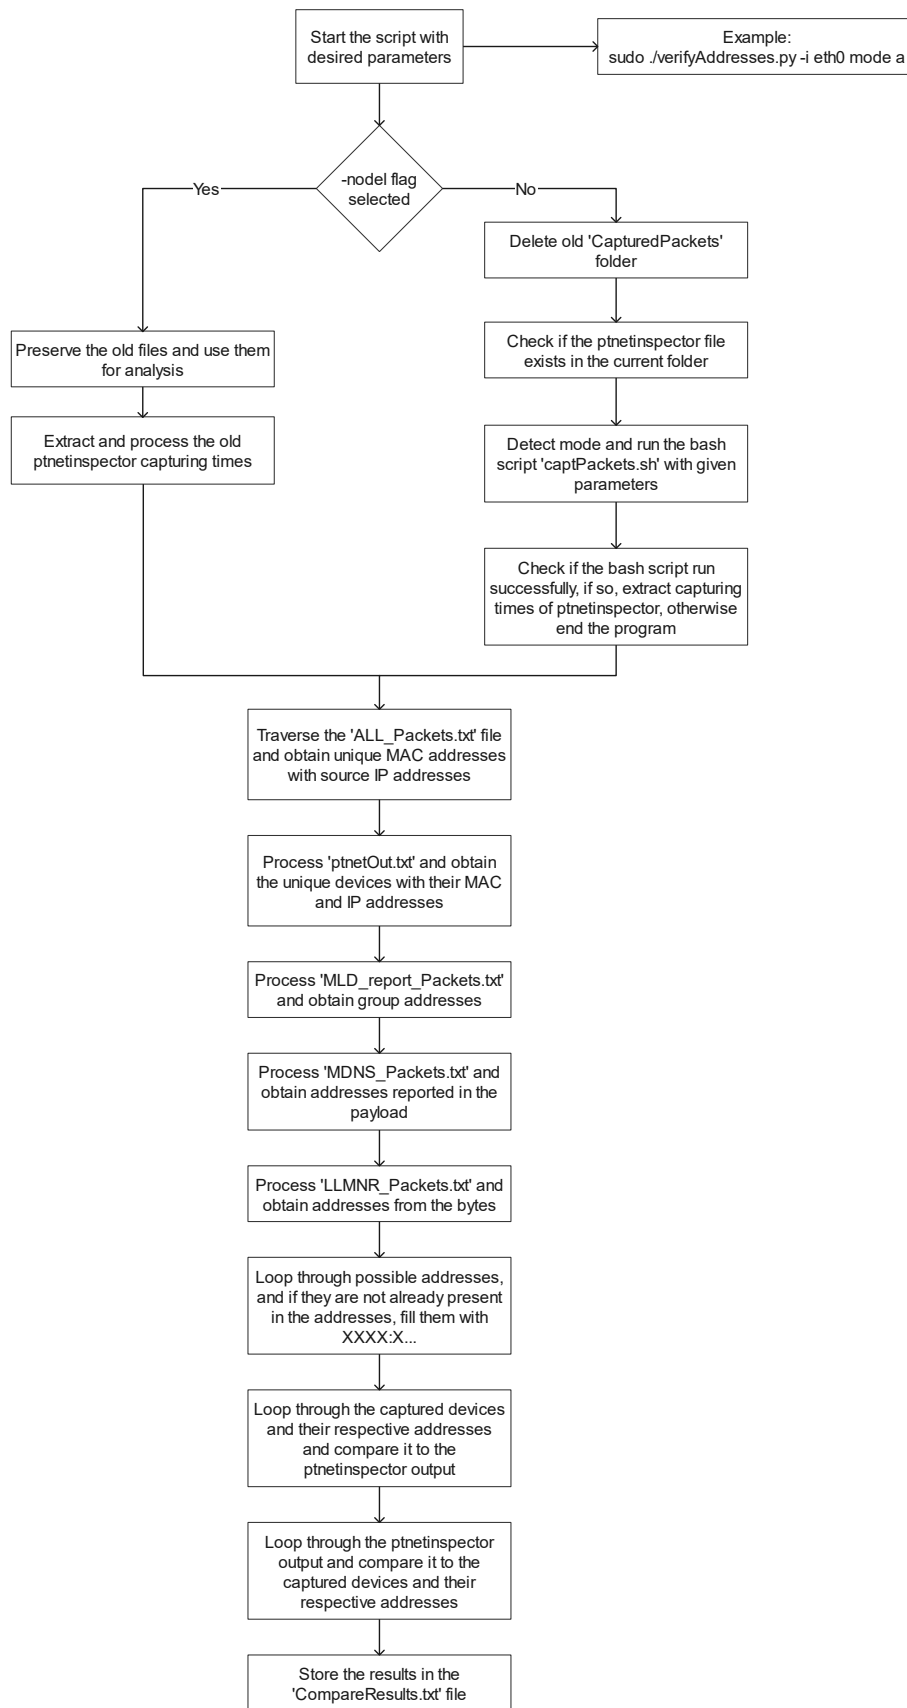 Start the script with
desired parameters
Example:
sudo ./verifyAddresses.py -i eth0 mode a
-nodel flag
selected
Yes
No
Delete old 'CapturedPackets'
folder
Preserve the old files and use them
for analysis
Check if the ptnetinspector file
exists in the current folder
Extract and process the old
ptnetinspector capturing times
Detect mode and run the bash
script 'captPackets.sh' with given
parameters
Check if the bash script run
successfully, if so, extract capturing
times of ptnetinspector, otherwise
end the program
Traverse the 'ALL_Packets.txt' file
and obtain unique MAC addresses
with source IP addresses
Process 'ptnetOut.txt' and obtain
the unique devices with their MAC
and IP addresses
Process 'MLD_report_Packets.txt'
and obtain group addresses
Process 'MDNS_Packets.txt' and
obtain addresses reported in the
payload
Process 'LLMNR_Packets.txt' and
obtain addresses from the bytes
Loop through possible addresses,
and if they are not already present
in the addresses, fill them with
XXXX:X...
Loop through the captured devices
and their respective addresses
and compare it to the
ptnetinspector output
Loop through the ptnetinspector
output and compare it to the
captured devices and their
respective addresses
Store the results in the
'CompareResults.txt' file